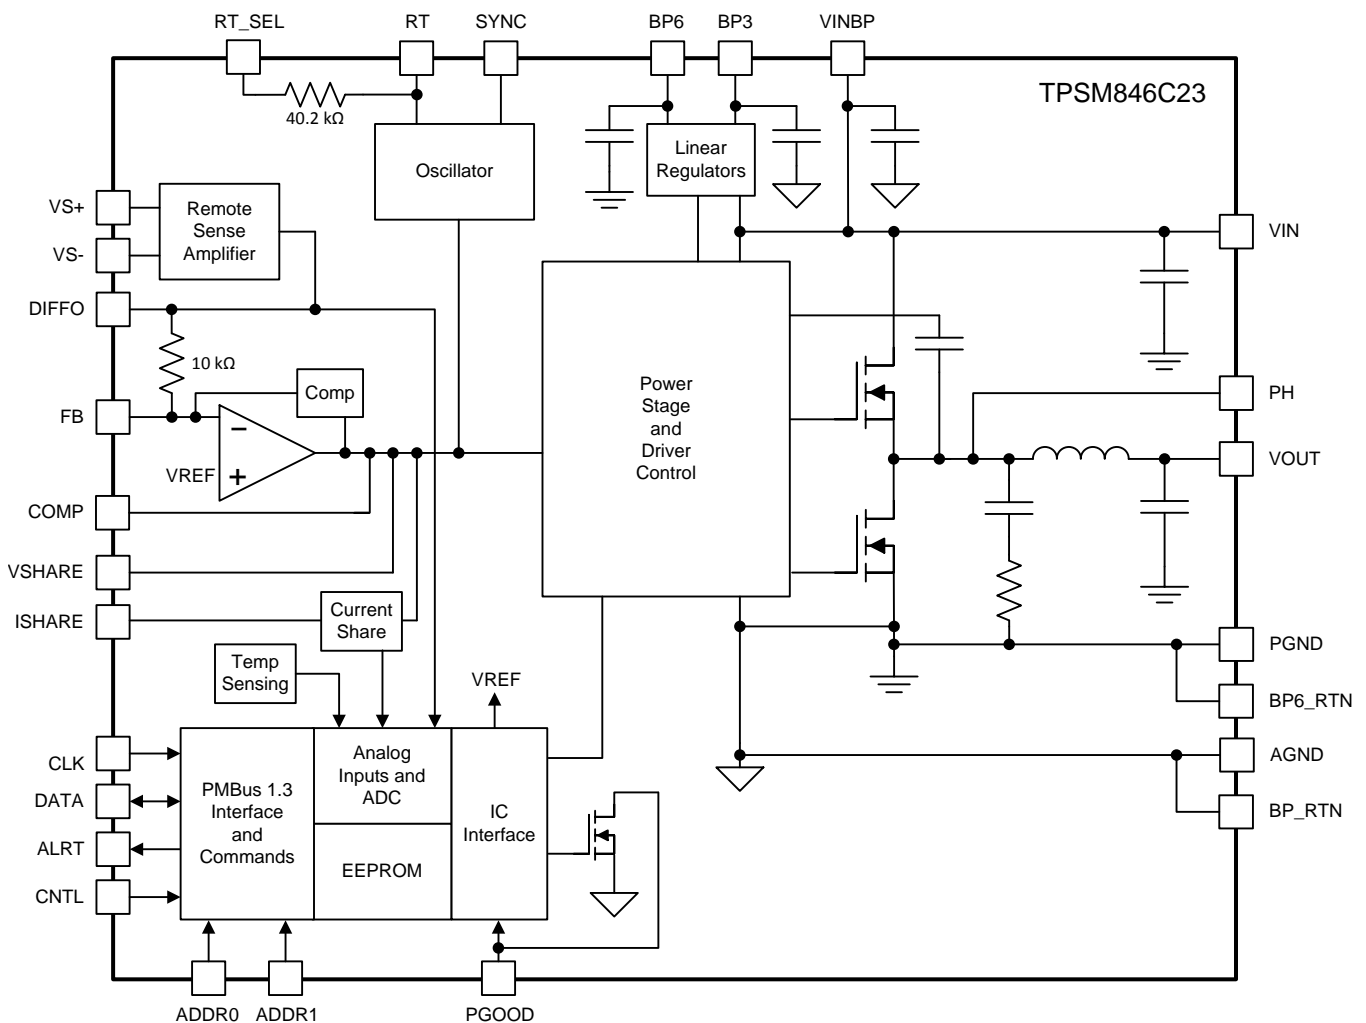 RT_SEL
RT
SYNC
BP6
BP3
VINBP
TPSM846C23
40.2 kΩ
Oscillator
Linear
Regulators
VS+
VS-
Remote
Sense
Amplifier
VIN
DIFFO
10 kΩ
Comp
FB
−
+
VREF
Power
Stage
and
Driver
Control
PH
VOUT
COMP
VSHARE
ISHARE
Current
Share
Temp
Sensing
VREF
PGND
BP6_RTN
AGND
BP_RTN
CLK
DATA
ALRT
CNTL
PMBus 1.3
Interface
and
Commands
Analog
Inputs and
ADC
EEPROM
IC
Interface
ADDR0
ADDR1
PGOOD